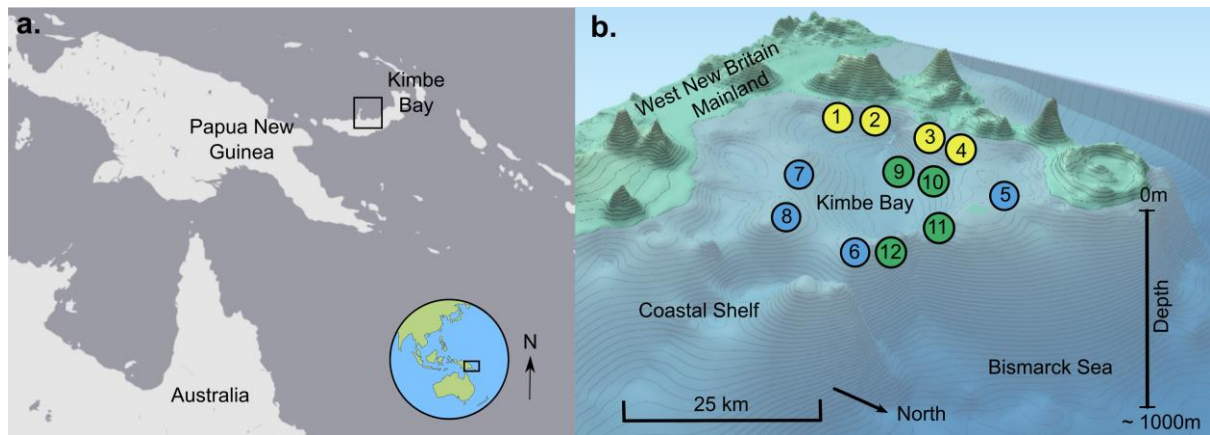 a.
Kimbe
Bay
Papua New
Guinea
Australia
N
b.
West New Britain
Mainland
1
2
3
4
9
10
7
5
Kimbe Bay
8
11
6
12
0m
Coastal Shelf
Depth
Bismarck Sea
25 km
North
~ 1000m